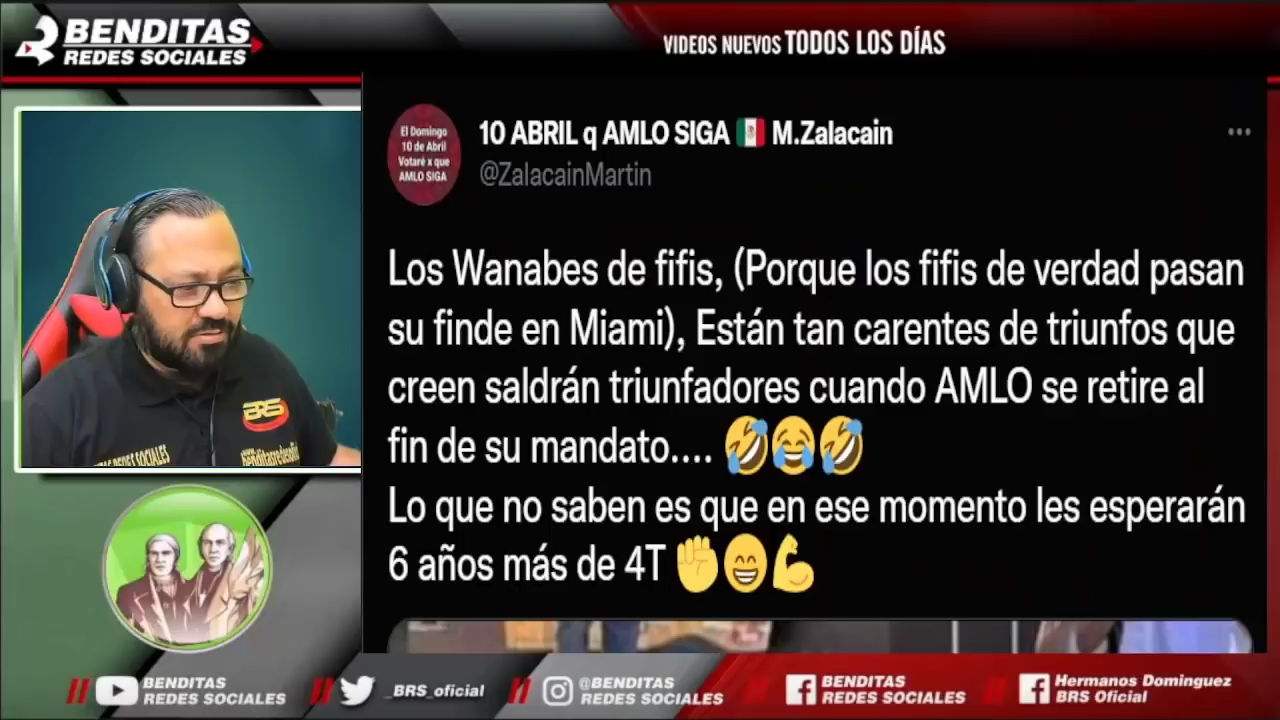 BENDITAS
REDES SOCIALES
VIDEOS NUEVOS TODOS LOS DÍAS
El Domingo
10 de Abril
Votaré x que
AMLO SIGA
10 ABRIL q AMLO SIGA 🇲🇽 M.Zalacain
@ZalacainMartin
Los Wanabes de fifis, (Porque los fifis de verdad pasan
su finde en Miami), Están tan carentes de triunfos que
creen saldrán triunfadores cuando AMLO se retire al
fin de su mandato.... 🤣😂🤣
Lo que no saben es que en ese momento les esperarán
6 años más de 4T ✊😁💪
BRS
REDES SOCIALES
BENDITAS
REDES SOCIALES
_BRS_oficial
@BENDITAS
REDES SOCIALES
BENDITAS
REDES SOCIALES
Hermanos Dominguez
BRS Oficial